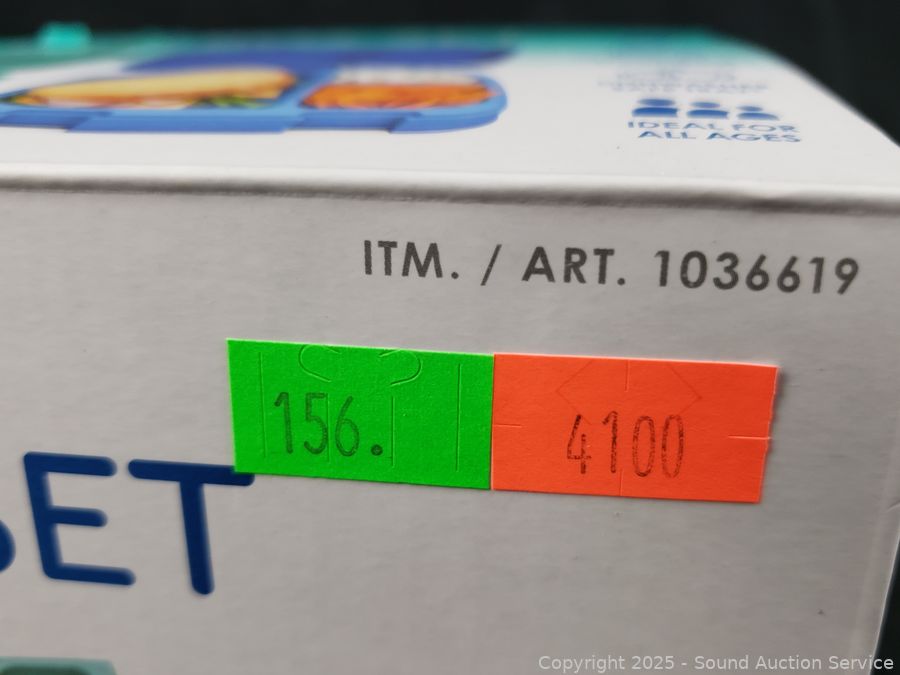 IDEAL FOR
ALL AGES
ITM. / ART. 1036619
156.
4100
SET
Copyright 2025 - Sound Auction Service